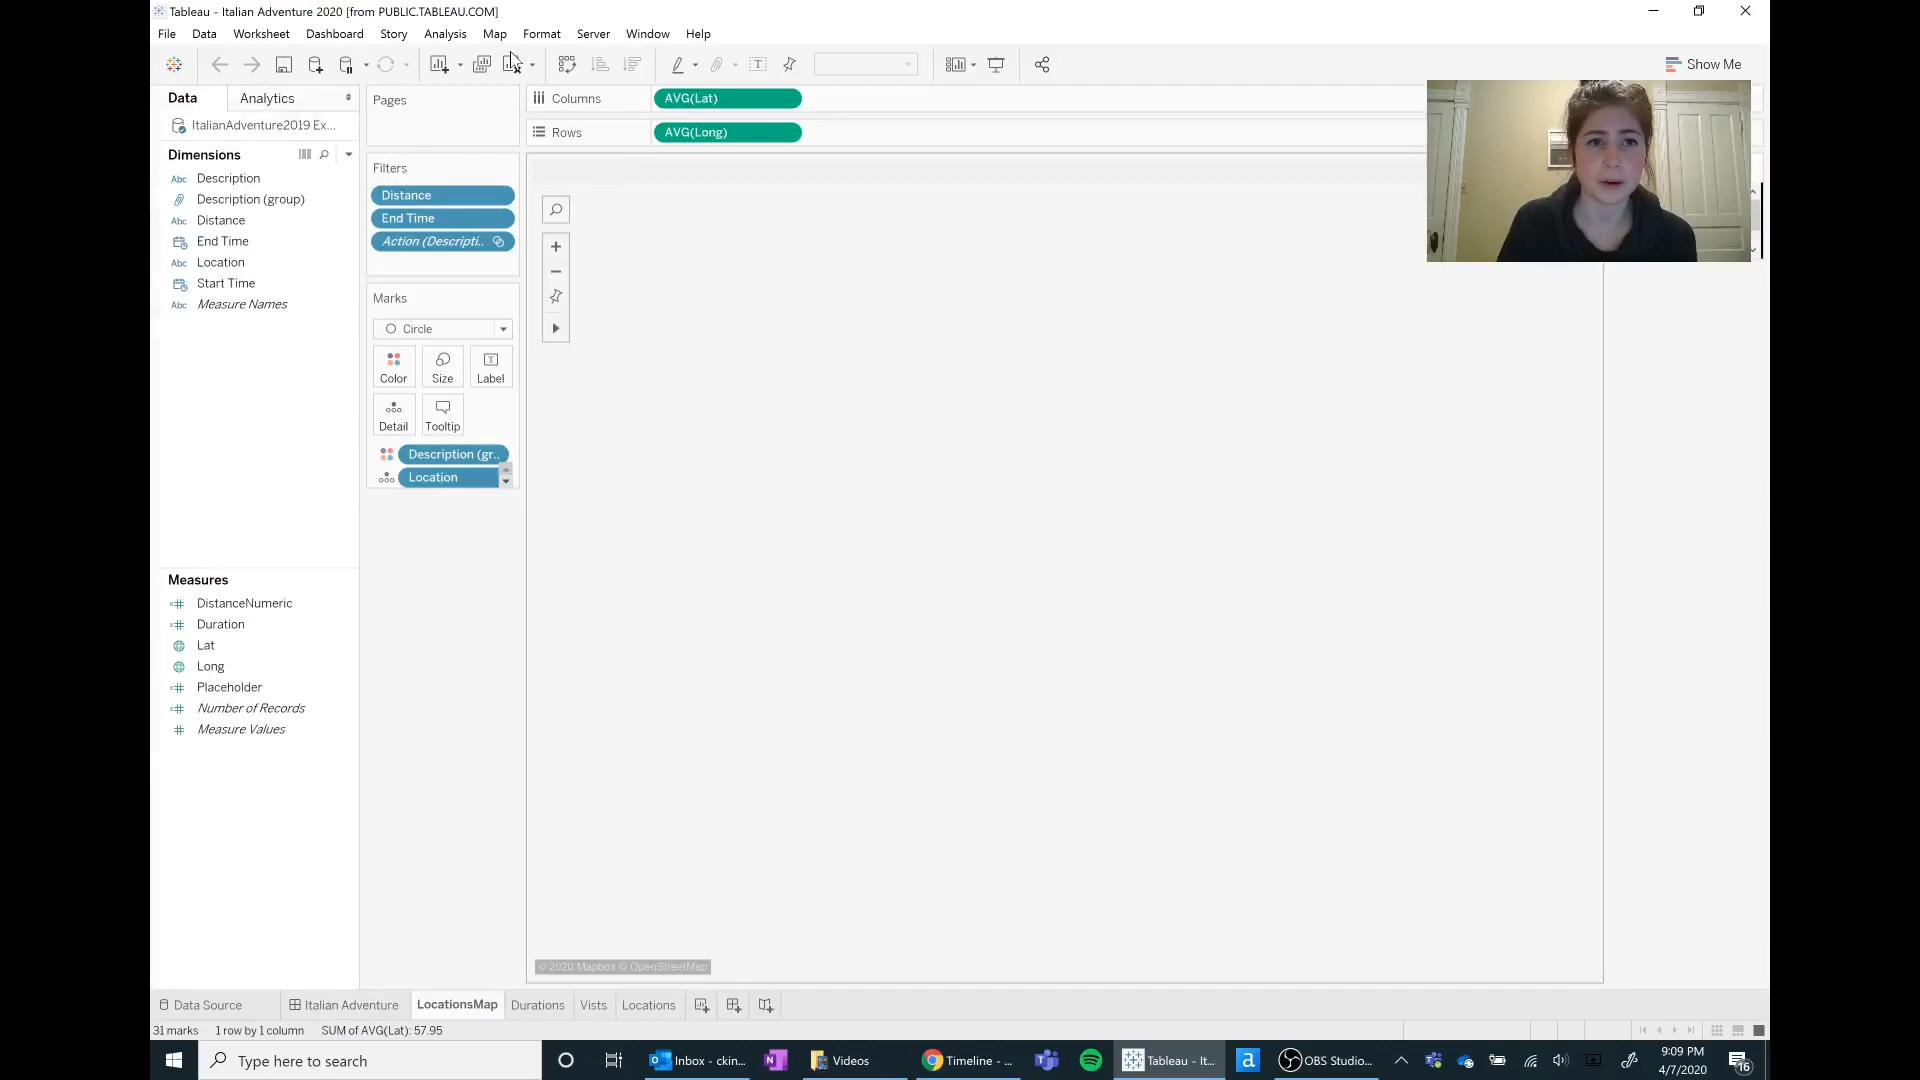 Tableau - Italian Adventure 2020 [from PUBLIC.TABLEAU.COM]
File Data Worksheet Dashboard Story Analysis Map Format Server Window Help
Show Me
Data Analytics
Pages
Columns AVG(Lat)
ItalianAdventure2019 Ex...
Rows AVG(Long)
Dimensions
Filters
Description
Distance
Description (group)
End Time
Distance
Action (Descripti..
End Time
Location
Start Time
Marks
Measure Names
Circle
Color Size Label
Detail Tooltip
Description (gr..
Location
Measures
DistanceNumeric
Duration
Lat
Long
Placeholder
Number of Records
Measure Values
© 2020 Mapbox © OpenStreetMap
Data Source Italian Adventure LocationsMap Durations Vists Locations
31 marks 1 row by 1 column SUM of AVG(Lat): 57.95
Type here to search
Inbox - ckin...
Videos
Timeline - ...
Tableau - It...
a
OBS Studio...
9:09 PM
4/7/2020
16